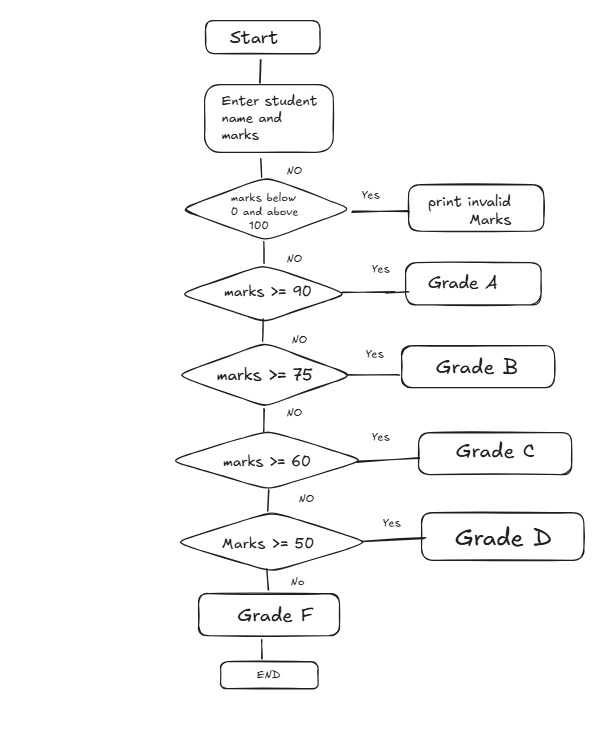 Start
Enter student
name and
marks
NO
marks below
0 and above
100
Yes
print invalid
Marks
NO
marks >= 90
Yes
Grade A
NO
marks >= 75
Yes
Grade B
NO
marks >= 60
Yes
Grade C
NO
Marks >= 50
Yes
Grade D
No
Grade F
END